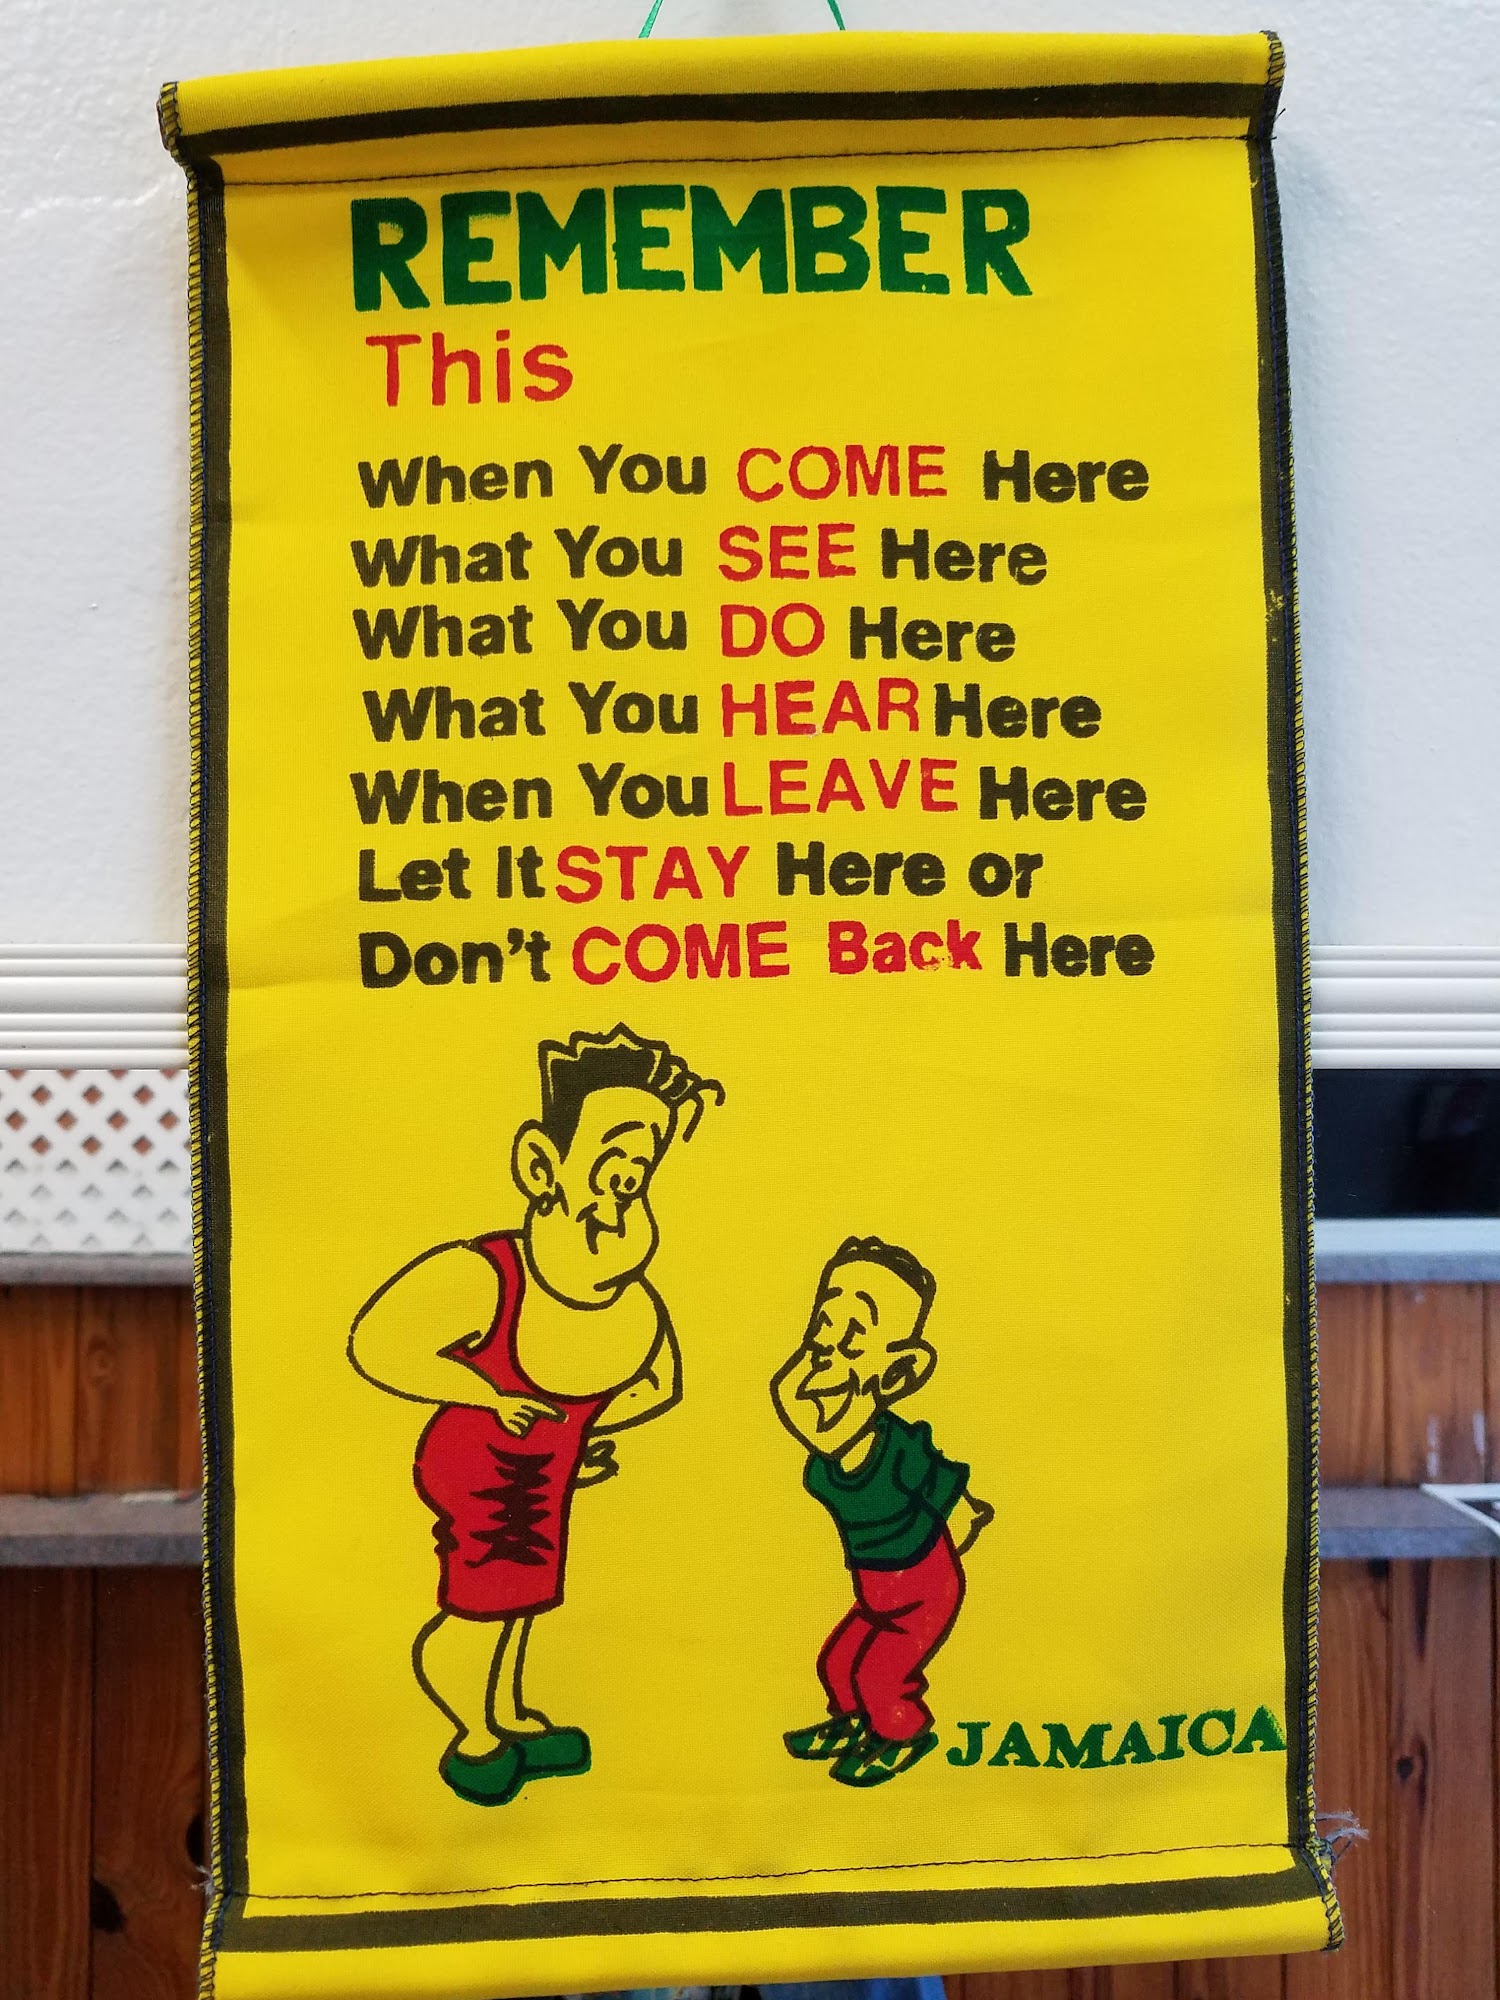 REMEMBER
This
When You COME Here
What You SEE Here
What You DO Here
What You HEAR Here
When You LEAVE Here
Let It STAY Here or
Don't COME Back Here
JAMAICA